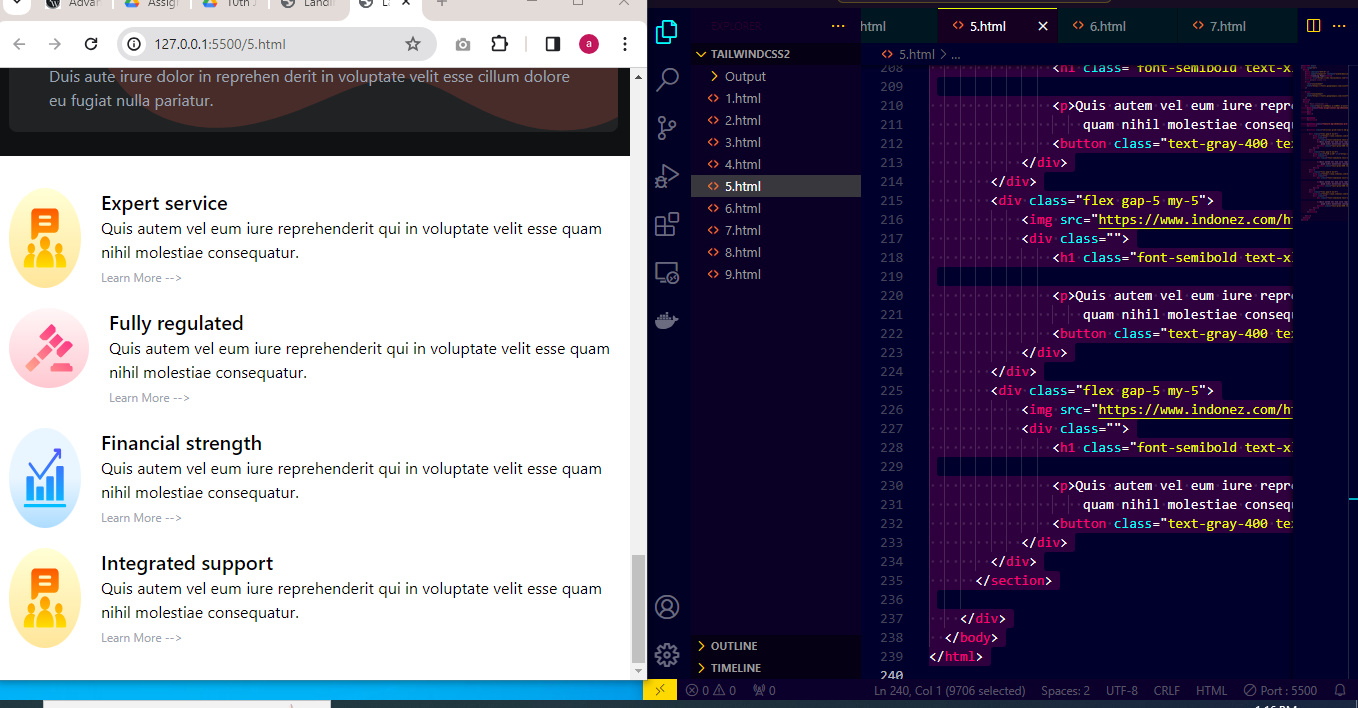 Advar
Assig
10th J
Landi
La
127.0.0.1:5500/5.html
a
Duis aute irure dolor in reprehen derit in voluptate velit esse cillum dolore
eu fugiat nulla pariatur.
Expert service
Quis autem vel eum iure reprehenderit qui in voluptate velit esse quam
nihil molestiae consequatur.
Learn More -->
Fully regulated
Quis autem vel eum iure reprehenderit qui in voluptate velit esse quam
nihil molestiae consequatur.
Learn More -->
Financial strength
Quis autem vel eum iure reprehenderit qui in voluptate velit esse quam
nihil molestiae consequatur.
Learn More -->
Integrated support
Quis autem vel eum iure reprehenderit qui in voluptate velit esse quam
nihil molestiae consequatur.
Learn More -->
EXPLORER
TAILWINDCSS2
Output
1.html
2.html
3.html
4.html
5.html
6.html
7.html
8.html
9.html
OUTLINE
TIMELINE
html
5.html
6.html
7.html
5.html > ...
208 <h1 class="font-semibold text-x
209
210 <p>Quis autem vel eum iure repr
211 quam nihil molestiae consequ
212 <button class="text-gray-400 te
213 </div>
214 </div>
215 <div class="flex gap-5 my-5">
216 <img src="https://www.indonez.com/h
217 <div class="">
218 <h1 class="font-semibold text-x
219
220 <p>Quis autem vel eum iure repr
221 quam nihil molestiae consequ
222 <button class="text-gray-400 te
223 </div>
224 </div>
225 <div class="flex gap-5 my-5">
226 <img src="https://www.indonez.com/h
227 <div class="">
228 <h1 class="font-semibold text-x
229
230 <p>Quis autem vel eum iure repr
231 quam nihil molestiae consequ
232 <button class="text-gray-400 te
233 </div>
234 </div>
235 </section>
236
237 </div>
238 </body>
239 </html>
240
0 0 0
Ln 240, Col 1 (9706 selected)
Spaces: 2
UTF-8
CRLF
HTML
Port : 5500
1:16 PM